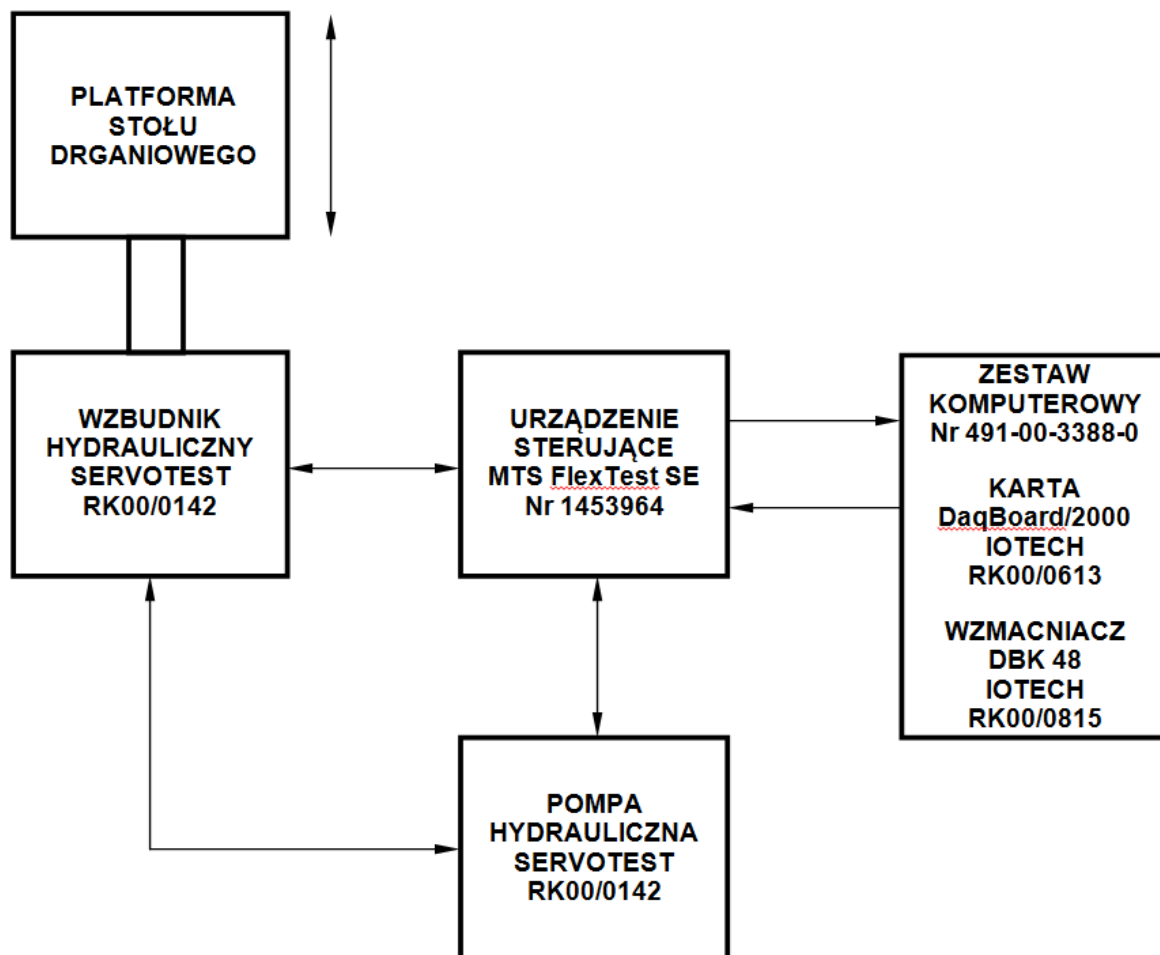 PLATFORMA
STOŁU
DRGANIOWEGO
WZBUDNIK
HYDRAULICZNY
SERVOTEST
RK00/0142
URZĄDZENIE
STERUJĄCE
MTS FlexTest SE
Nr 1453964
ZESTAW
KOMPUTEROWY
Nr 491-00-3388-0
KARTA
DaqBoard/2000
IOTECH
RK00/0613
WZMACNIACZ
DBK 48
IOTECH
RK00/0815
POMPA
HYDRAULICZNA
SERVOTEST
RK00/0142